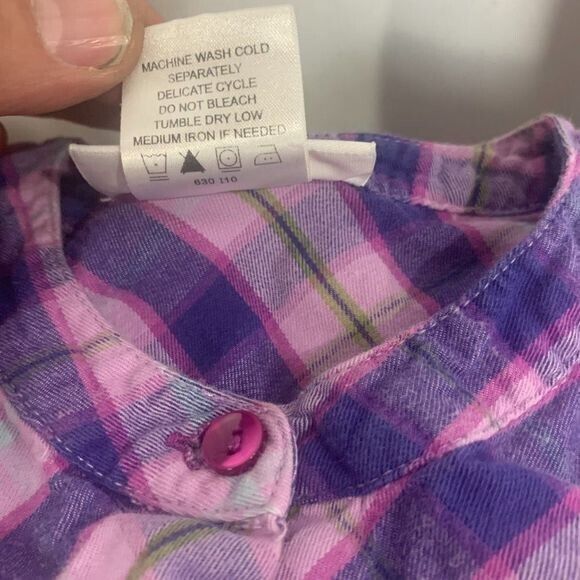 MACHINE WASH COLD
SEPARATELY
DELICATE CYCLE
DO NOT BLEACH
TUMBLE DRY LOW
MEDIUM IRON IF NEEDED
630 110